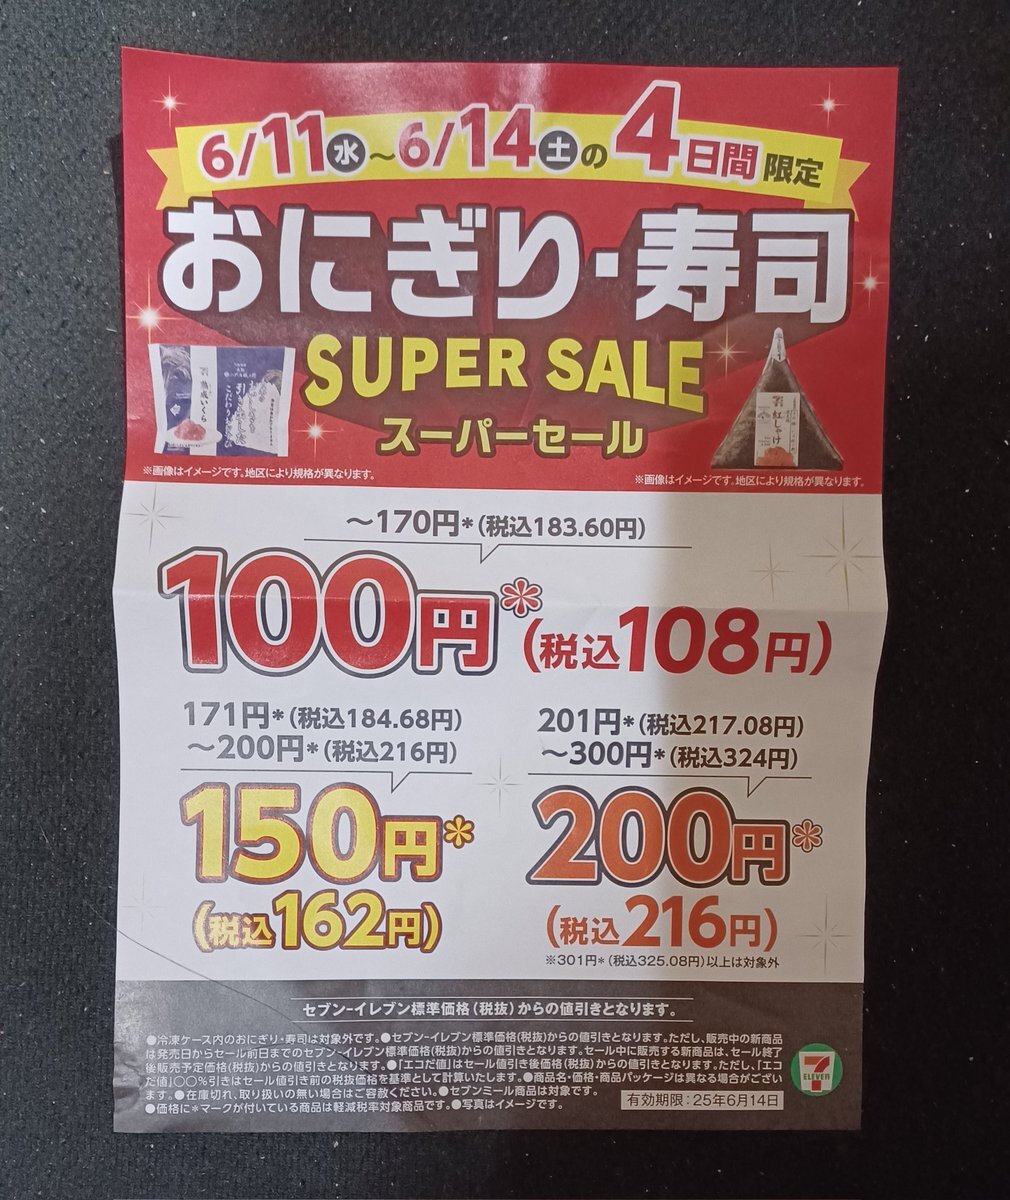 6/11水～6/14土の4日間限定
おにぎり・寿司
SUPER SALE
スーパーセール
熟成いくら
紅しゃけ
※画像はイメージです。地区により規格が異なります。
※画像はイメージです。地区により規格が異なります。
～170円*(税込183.60円)
100円*(税込108円)
171円*(税込184.68円)
～200円*(税込216円)
150円*
(税込162円)
201円*(税込217.08円)
～300円*(税込324円)
200円*
(税込216円)
※301円*(税込325.08円)以上は対象外
セブン-イレブン標準価格(税抜)からの値引きとなります。
●冷凍ケース内のおにぎり・寿司は対象外です。●セブン-イレブン標準価格(税抜)からの値引きとなります。ただし、販売中の新商品
は発売日からセール前日までのセブン-イレブン標準価格(税抜)からの値引きとなります。セール中に販売する新商品は、セール終了
後販売予定価格(税抜)からの値引きとなります。●「エコだ値」はセール値引き後価格(税抜)からの値引きとなります。ただし、「エコ
だ値」〇〇%引きはセール値引き前の税抜価格を基準として計算いたします。●商品名・価格・商品パッケージは異なる場合がござい
ます。●在庫切れ、取り扱いの無い場合はご容赦ください。●セブンミール商品は対象です。
●価格に*マークが付いている商品は軽減税率対象商品です。●写真はイメージです。
有効期限:25年6月14日
7
ELEVEN